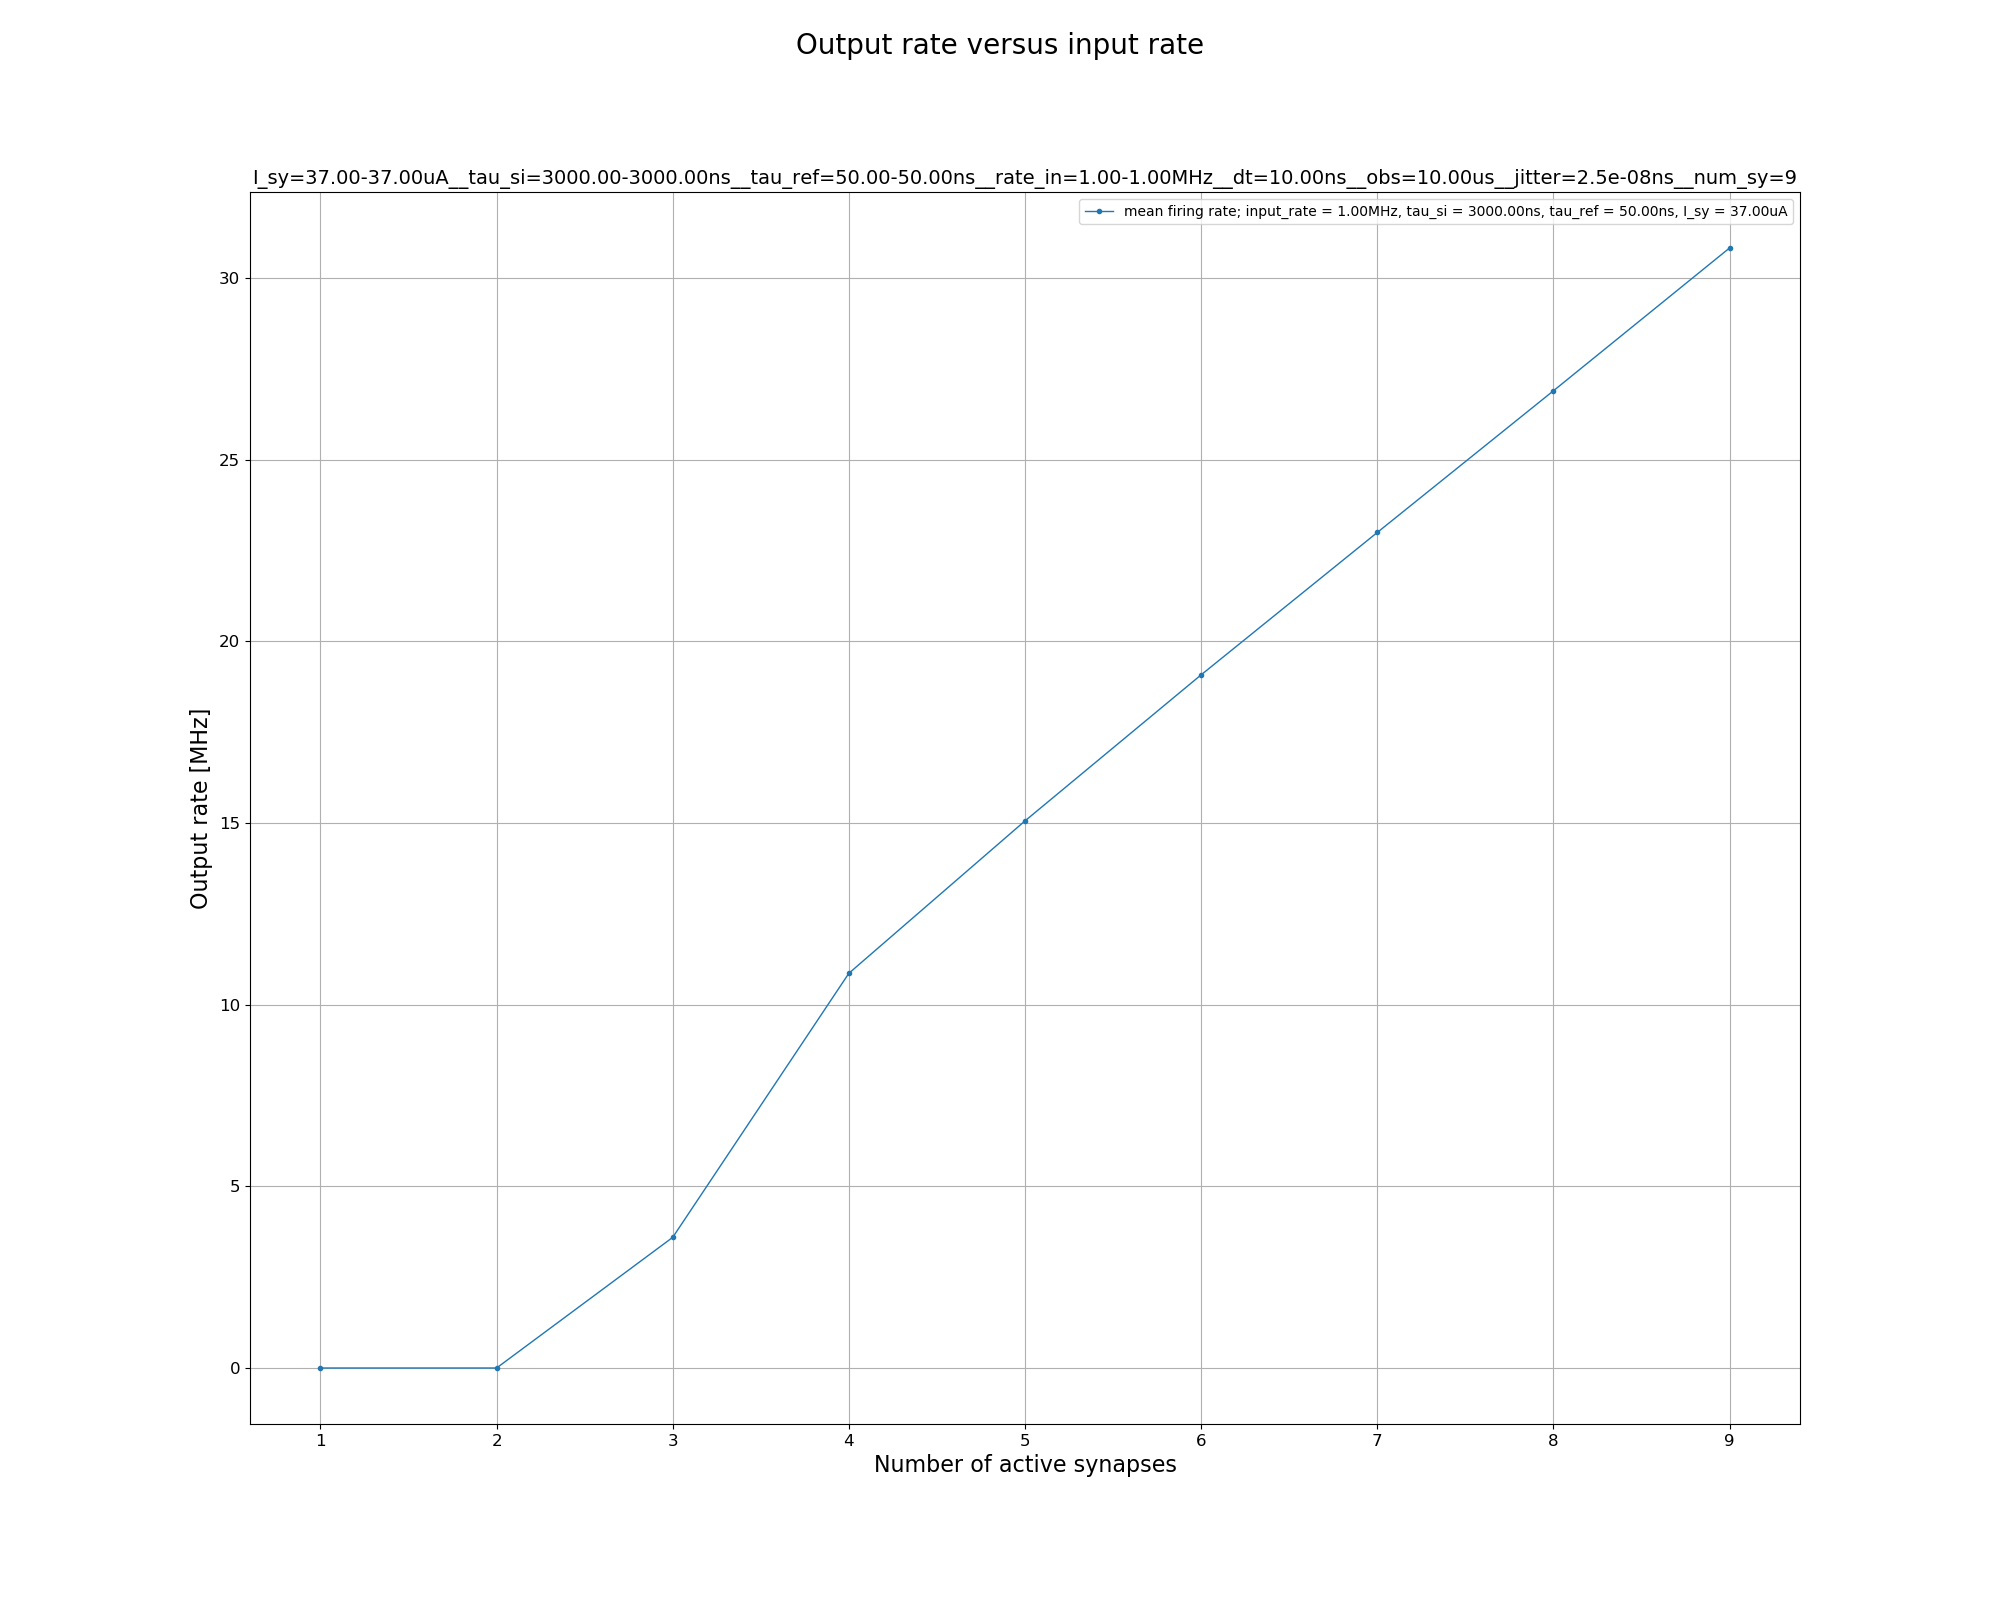 Output rate versus input rate
I_sy=37.00-37.00uA__tau_si=3000.00-3000.00ns__tau_ref=50.00-50.00ns__rate_in=1.00-1.00MHz__dt=10.00ns__obs=10.00us__jitter=2.5e-08ns__num_sy=9
mean firing rate; input_rate = 1.00MHz, tau_si = 3000.00ns, tau_ref = 50.00ns, I_sy = 37.00uA
Output rate [MHz]
30
25
20
15
10
5
0
1 2 3 4 5 6 7 8 9
Number of active synapses